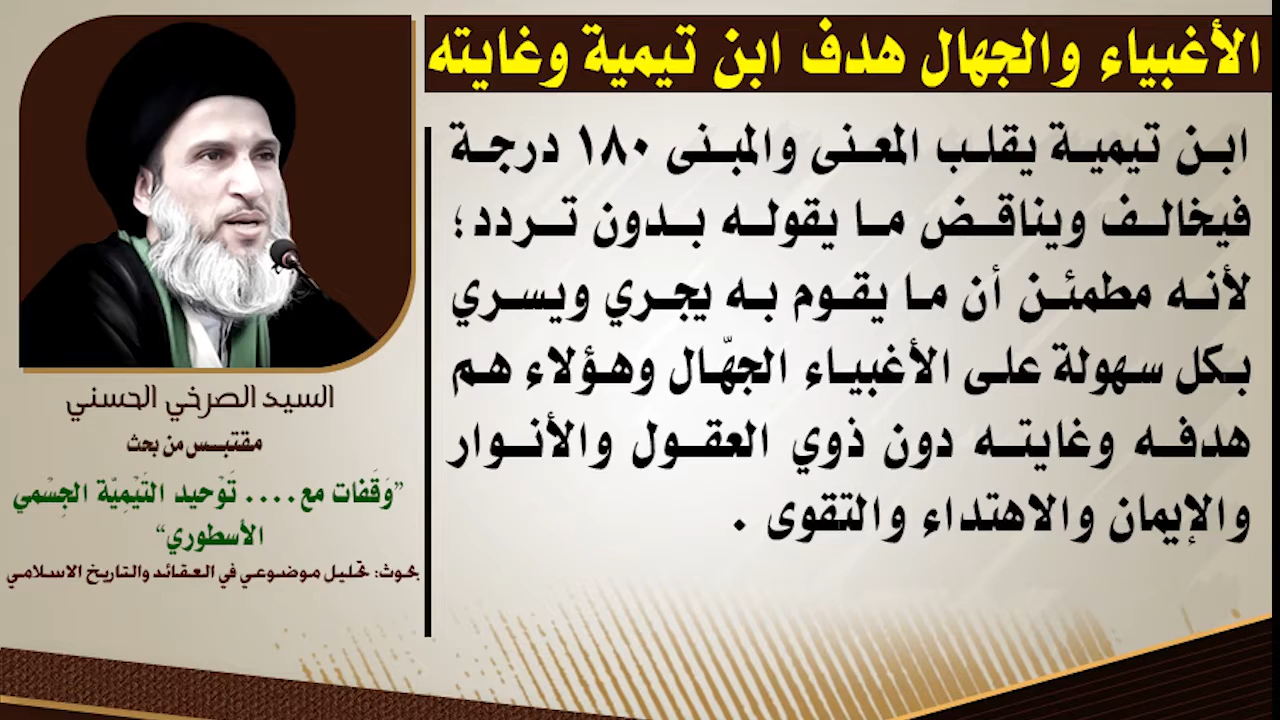 الأغبياء والجهال هدف ابن تيمية وغايته
ابن تيمية يقلب المعنى والمبنى ١٨٠ درجة
فيخالف ويناقض ما يقوله بدون تردد؛
لأنه مطمئن أن ما يقوم به يجري ويسري
بكل سهولة على الأغبياء الجهّال وهؤلاء هم
هدفه وغايته دون ذوي العقول والأنوار
والإيمان والاهتداء والتقوى .
السيد الصرخي الحسني
مقتبس من بحث
”وَقَفات مع .... تَوْحيد التَيْمِيّة الجِسْمي
الأسطوري“
بحوث: تحليل موضوعي في العقائد والتاريخ الاسلامي